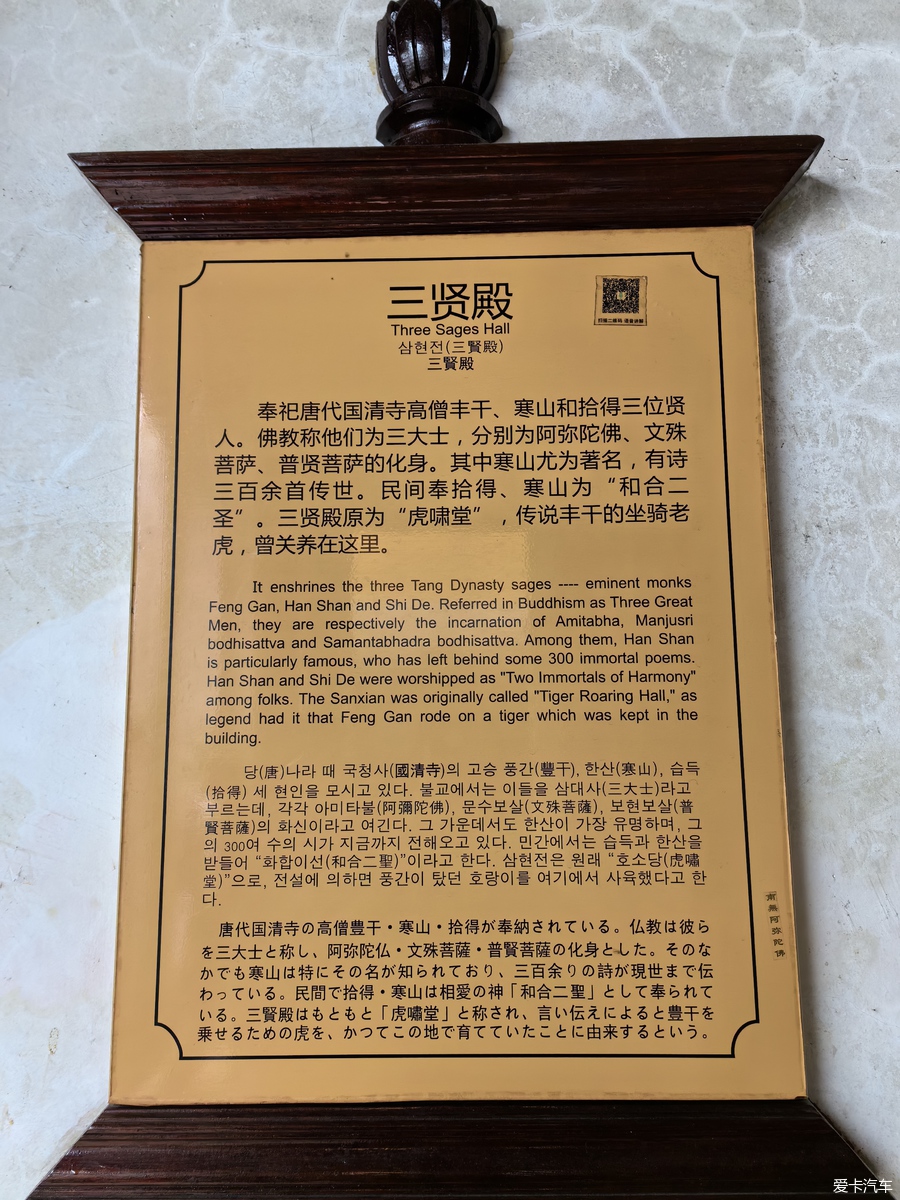 三贤殿
Three Sages Hall
삼현전(三賢殿)
三賢殿
扫描二维码 语音讲解
奉祀唐代国清寺高僧丰干、寒山和拾得三位贤
人。佛教称他们为三大士，分别为阿弥陀佛、文殊
菩萨、普贤菩萨的化身。其中寒山尤为著名，有诗
三百余首传世。民间奉拾得、寒山为“和合二
圣”。三贤殿原为“虎啸堂”，传说丰干的坐骑老
虎，曾关养在这里。
It enshrines the three Tang Dynasty sages ---- eminent monks
Feng Gan, Han Shan and Shi De. Referred in Buddhism as Three Great
Men, they are respectively the incarnation of Amitabha, Manjusri
bodhisattva and Samantabhadra bodhisattva. Among them, Han Shan
is particularly famous, who has left behind some 300 immortal poems.
Han Shan and Shi De were worshipped as "Two Immortals of Harmony"
among folks. The Sanxian was originally called "Tiger Roaring Hall," as
legend had it that Feng Gan rode on a tiger which was kept in the
building.
당(唐)나라 때 국청사(國清寺)의 고승 풍간(豐干), 한산(寒山), 습득
(拾得) 세 현인을 모시고 있다. 불교에서는 이들을 삼대사(三大士)라고
부르는데, 각각 아미타불(阿彌陀佛), 문수보살(文殊菩薩), 보현보살(普
賢菩薩)의 화신이라고 여긴다. 그 가운데서도 한산이 가장 유명하며, 그
의 300여 수의 시가 지금까지 전해오고 있다. 민간에서는 습득과 한산을
받들어 “화합이선(和合二聖)”이라고 한다. 삼현전은 원래 “호소당(虎嘯
堂)”으로, 전설에 의하면 풍간이 탔던 호랑이를 여기에서 사육했다고 한
다.
唐代国清寺の高僧豊干・寒山・拾得が奉納されている。仏教は彼ら
を三大士と称し、阿弥陀仏・文殊菩薩・普賢菩薩の化身とした。そのな
かでも寒山は特にその名が知られており、三百余りの詩が現世まで伝
わっている。民間で拾得・寒山は相愛の神「和合二聖」として奉られて
いる。三賢殿はもともと「虎嘯堂」と称され、言い伝えによると豊干を
乗せるための虎を、かつてこの地で育てていたことに由来するという。
南無阿弥陀佛
爱卡汽车